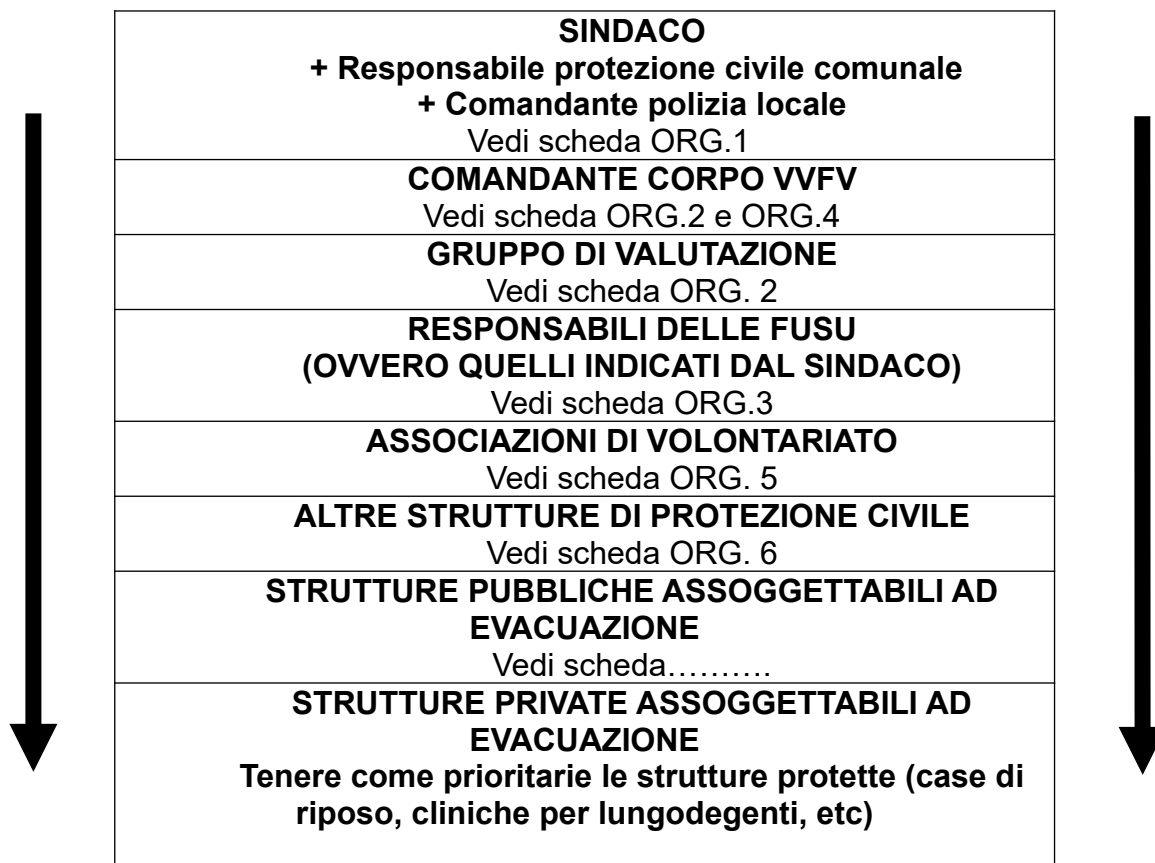 SINDACO
+ Responsabile protezione civile comunale
+ Comandante polizia locale
Vedi scheda ORG.1
COMANDANTE CORPO VVFV
Vedi scheda ORG.2 e ORG.4
GRUPPO DI VALUTAZIONE
Vedi scheda ORG. 2
RESPONSABILI DELLE FUSU
(OVVERO QUELLI INDICATI DAL SINDACO)
Vedi scheda ORG.3
ASSOCIAZIONI DI VOLONTARIATO
Vedi scheda ORG. 5
ALTRE STRUTTURE DI PROTEZIONE CIVILE
Vedi scheda ORG. 6
STRUTTURE PUBBLICHE ASSOGGETTABILI AD
EVACUAZIONE
Vedi scheda……….
STRUTTURE PRIVATE ASSOGGETTABILI AD
EVACUAZIONE
Tenere come prioritarie le strutture protette (case di
riposo, cliniche per lungodegenti, etc)